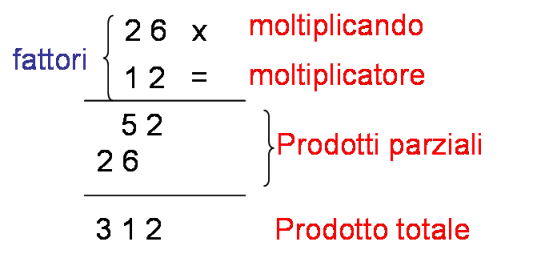 26 x moltiplicando
fattori
12 = moltiplicatore
52
Prodotti parziali
26
312 Prodotto totale